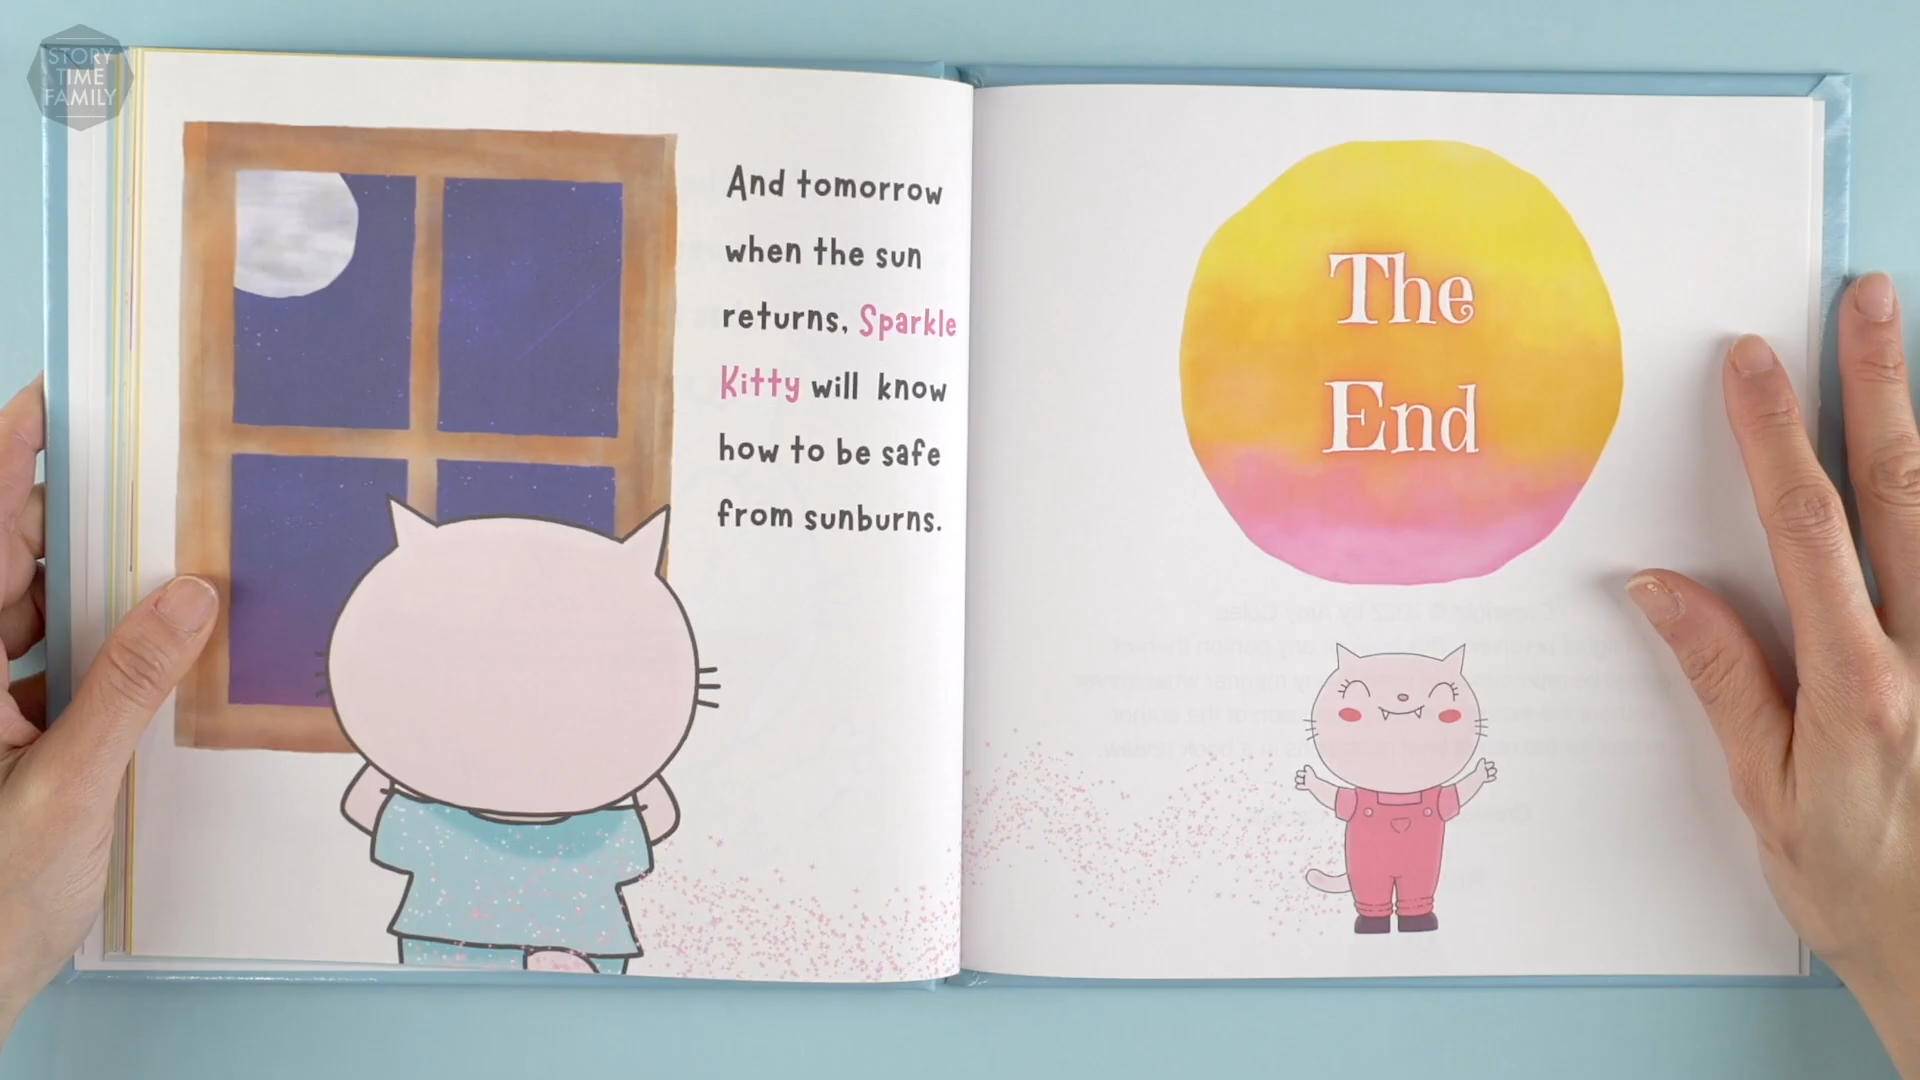 STORY
TIME
FAMILY
And tomorrow
when the sun
returns, Sparkle
Kitty will know
how to be safe
from sunburns.
The
End